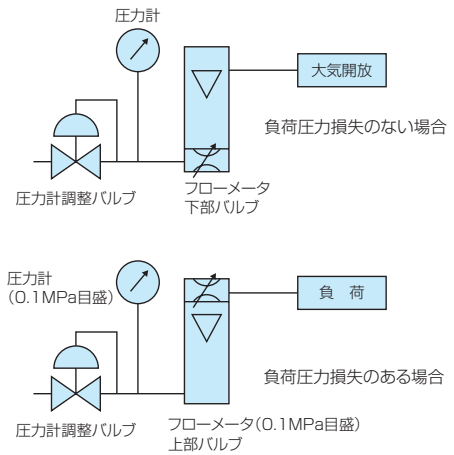 圧力計
大気開放
負荷圧力損失のない場合
圧力計調整バルブ
フローメータ
下部バルブ
圧力計
（0.1MPa目盛）
負　荷
負荷圧力損失のある場合
圧力計調整バルブ
フローメータ（0.1MPa目盛）
上部バルブ